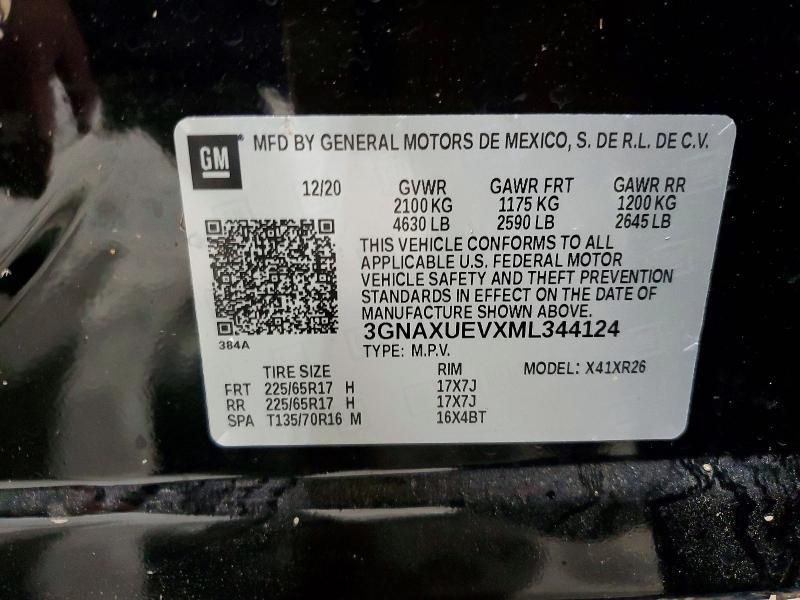 GM MFD BY GENERAL MOTORS DE MEXICO, S. DE R.L. DE C.V.
12/20 GVWR GAWR FRT GAWR RR
2100 KG 1175 KG 1200 KG
4630 LB 2590 LB 2645 LB
THIS VEHICLE CONFORMS TO ALL
APPLICABLE U.S. FEDERAL MOTOR
VEHICLE SAFETY AND THEFT PREVENTION
STANDARDS IN EFFECT ON THE DATE OF
MANUFACTURE SHOWN ABOVE.
3GNAXUEVXML344124
384A
TYPE: M.P.V.
TIRE SIZE RIM MODEL: X41XR26
FRT 225/65R17 H 17X7J
RR 225/65R17 H 17X7J
SPA T135/70R16 M 16X4BT